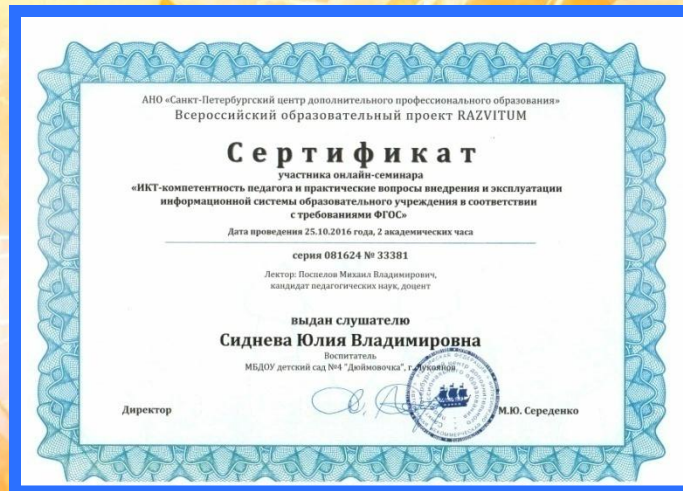 АНО «Санкт-Петербургский центр дополнительного профессионального образования»
Всероссийский образовательный проект RAZVITUM
Сертификат
участника онлайн-семинара
«ИКТ-компетентность педагога и практические вопросы внедрения и эксплуатации
информационной системы образовательного учреждения в соответствии
с требованиями ФГОС»
Дата проведения 25.10.2016 года, 2 академических часа
серия 081624 № 33381
Лектор: Поспелов Михаил Владимирович,
кандидат педагогических наук, доцент
выдан слушателю
Сиднева Юлия Владимировна
Воспитатель
МБДОУ детский сад №4 "Дюймовочка", г.Лукоянов
Директор
М.Ю. Середенко